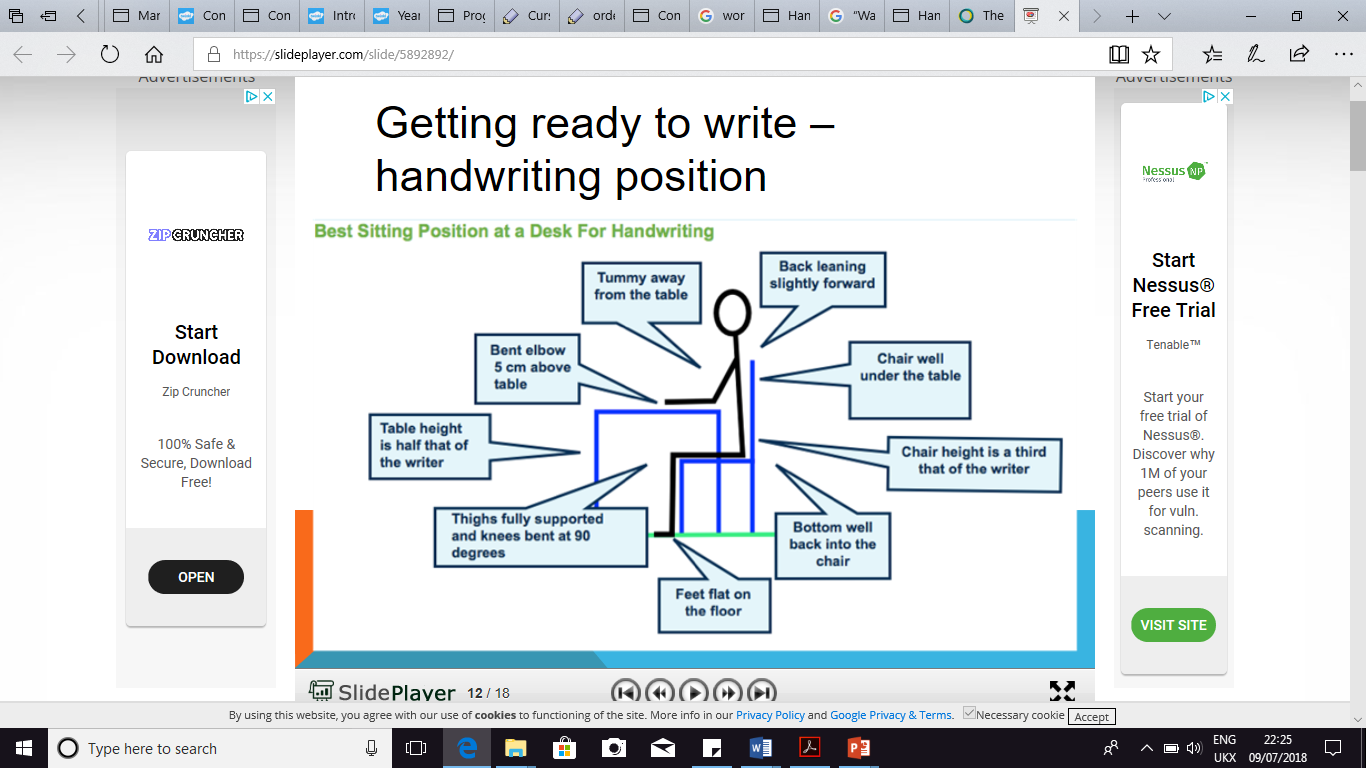 Mar
Con
Con
Intro
Year
Prog
Curs
orde
Con
wor
Han
"Wa
Han
The
https://slideplayer.com/slide/5892892/
Advertisements
Advertisements
Getting ready to write –
handwriting position
Best Sitting Position at a Desk For Handwriting
Tummy away
from the table
Back leaning
slightly forward
Bent elbow
5 cm above
table
Chair well
under the table
Table height
is half that of
the writer
Chair height is a third
that of the writer
Thighs fully supported
and knees bent at 90
degrees
Bottom well
back into the
chair
Feet flat on
the floor
ZIPCRUNCHER
Start
Download
Zip Cruncher
100% Safe &
Secure, Download
Free!
OPEN
Nessus NP
Professional
Start
Nessus®
Free Trial
Tenable™
Start your
free trial of
Nessus®.
Discover why
1M of your
peers use it
for vuln.
scanning.
VISIT SITE
SlidePlayer 12 / 18
By using this website, you agree with our use of cookies to functioning of the site. More info in our Privacy Policy and Google Privacy & Terms. Necessary cookie Accept
Type here to search
ENG
UKX
22:25
09/07/2018